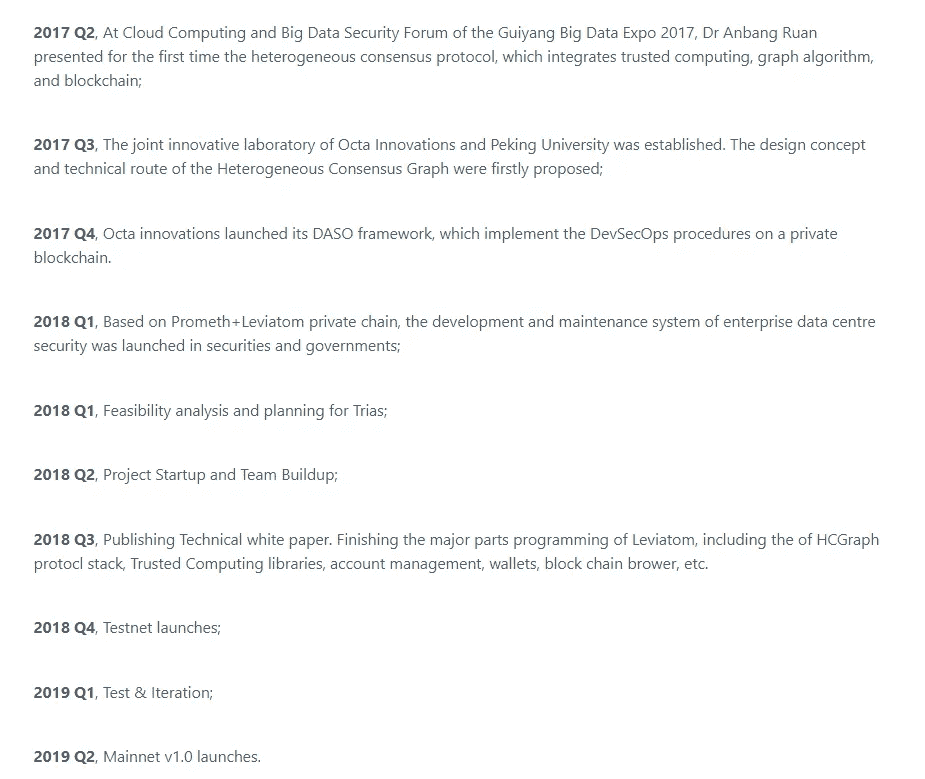 2017 Q2, At Cloud Computing and Big Data Security Forum of the Guiyang Big Data Expo 2017, Dr Anbang Ruan
presented for the first time the heterogeneous consensus protocol, which integrates trusted computing, graph algorithm,
and blockchain;
2017 Q3, The joint innovative laboratory of Octa Innovations and Peking University was established. The design concept
and technical route of the Heterogeneous Consensus Graph were firstly proposed;
2017 Q4, Octa innovations launched its DASO framework, which implement the DevSecOps procedures on a private
blockchain.
2018 Q1, Based on Prometh+Leviatom private chain, the development and maintenance system of enterprise data centre
security was launched in securities and governments;
2018 Q1, Feasibility analysis and planning for Trias;
2018 Q2, Project Startup and Team Buildup;
2018 Q3, Publishing Technical white paper. Finishing the major parts programming of Leviatom, including the of HCGraph
protocl stack, Trusted Computing libraries, account management, wallets, block chain brower, etc.
2018 Q4, Testnet launches;
2019 Q1, Test & Iteration;
2019 Q2, Mainnet v1.0 launches.